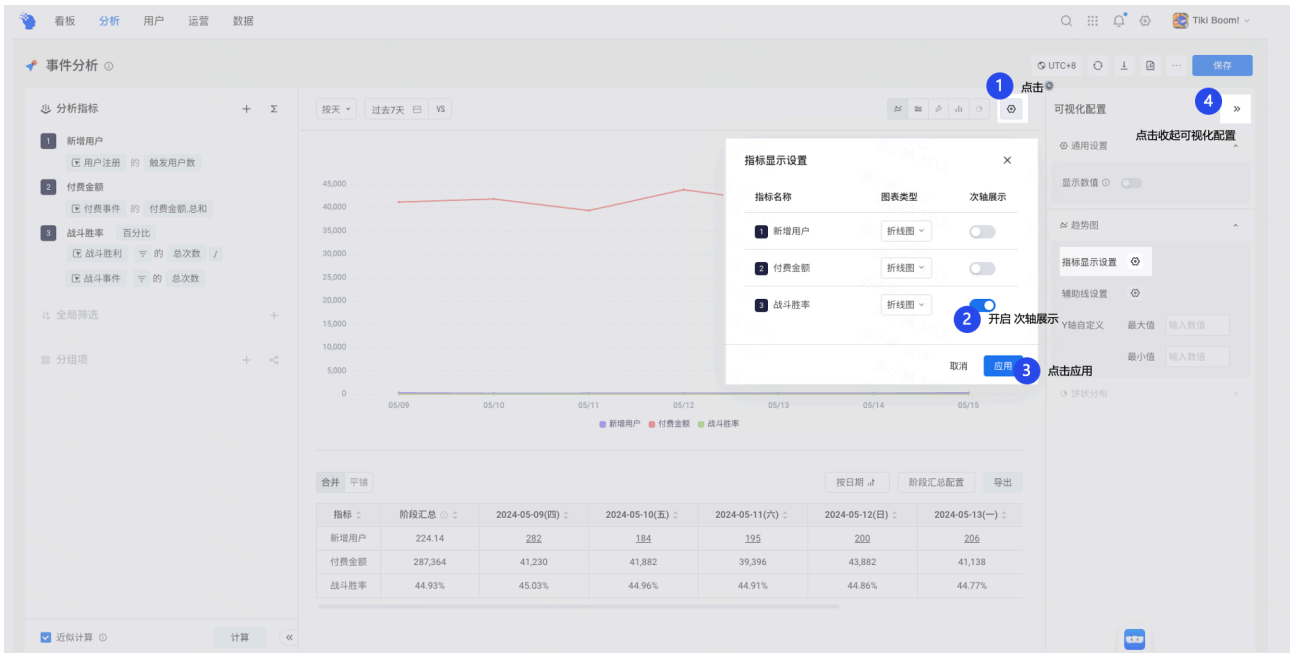 看板 分析 用户 运营 数据 Tiki Boom!
事件分析 UTC+8 保存
1 点击
4
点击收起可视化配置
分析指标
1 新增用户
用户注册 的 触发用户数
2 付费金额
付费事件 的 付费金额.总和
3 战斗胜率 百分比
战斗胜利 的 总次数 /
战斗事件 的 总次数
全局筛选
分组项
近似计算 计算
按天 过去7天 VS
45,000
40,000
35,000
30,000
25,000
20,000
15,000
10,000
5,000
0
05/09 05/10 05/11 05/12 05/13 05/14 05/15
新增用户 付费金额 战斗胜率
指标显示设置
指标名称 图表类型 次轴展示
1 新增用户 折线图
2 付费金额 折线图
3 战斗胜率 折线图
2 开启 次轴展示
取消 应用
3 点击应用
合并 平铺 按日期 阶段汇总配置 导出
指标 阶段汇总 2024-05-09(四) 2024-05-10(五) 2024-05-11(六) 2024-05-12(日) 2024-05-13(一)
新增用户 224.14 282 184 195 200 206
付费金额 287,364 41,230 41,882 39,396 43,882 41,138
战斗胜率 44.93% 45.03% 44.96% 44.91% 44.86% 44.77%
可视化配置
通用设置
显示数值
趋势图
指标显示设置
辅助线设置
Y轴自定义 最大值 输入数值
最小值 输入数值
饼状分布